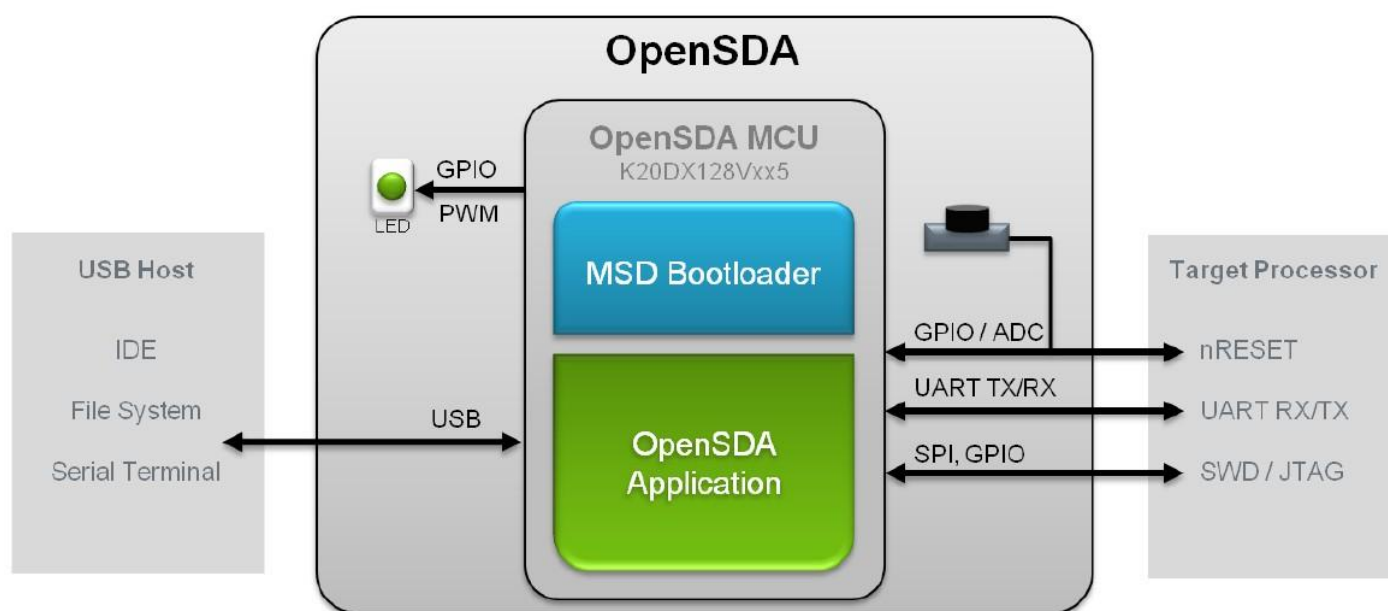 OpenSDA
OpenSDA MCU
K20DX128Vxx5
GPIO
PWM
LED
MSD Bootloader
OpenSDA
Application
USB Host
IDE
File System
Serial Terminal
USB
GPIO / ADC
UART TX/RX
SPI, GPIO
Target Processor
nRESET
UART RX/TX
SWD / JTAG